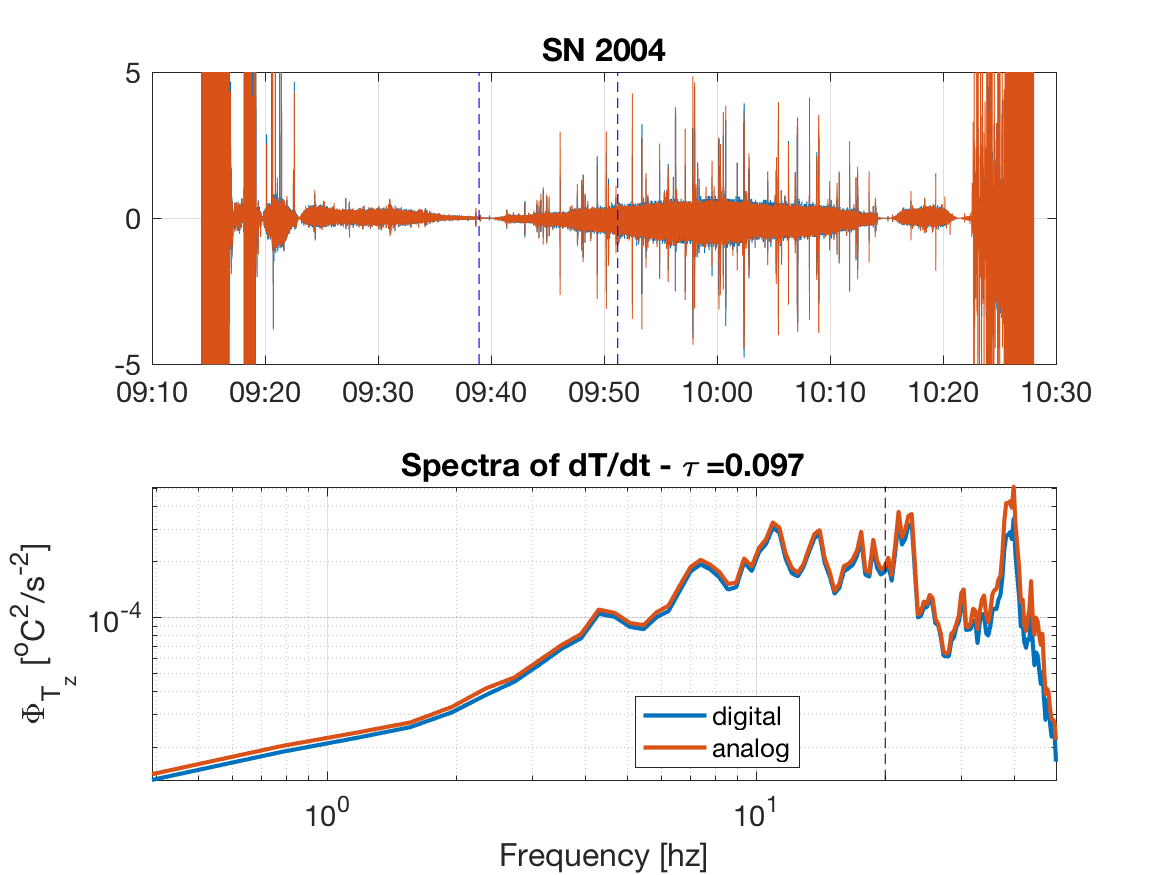 SN 2004
5
0
-5
09:10 09:20 09:30 09:40 09:50 10:00 10:10 10:20 10:30
Spectra of dT/dt - τ =0.097
Φ_{T_z} [°C²/s⁻²]
10⁻⁴
digital
analog
10⁰ 10¹
Frequency [hz]